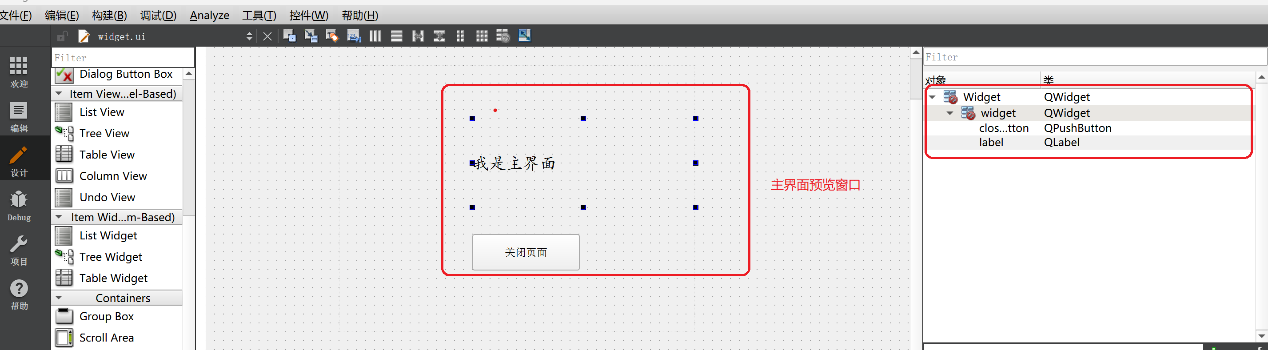 文件(F) 编辑(E) 构建(B) 调试(D) Analyze 工具(T) 控件(W) 帮助(H)
widget.ui
欢迎
编辑
设计
Debug
项目
帮助
Filter
Dialog Button Box
Item View...el-Based)
List View
Tree View
Table View
Column View
Undo View
Item Wid...m-Based)
List Widget
Tree Widget
Table Widget
Containers
Group Box
Scroll Area
我是主界面
关闭页面
主界面预览窗口
Filter
对象 类
Widget QWidget
widget QWidget
clos...tton QPushButton
label QLabel